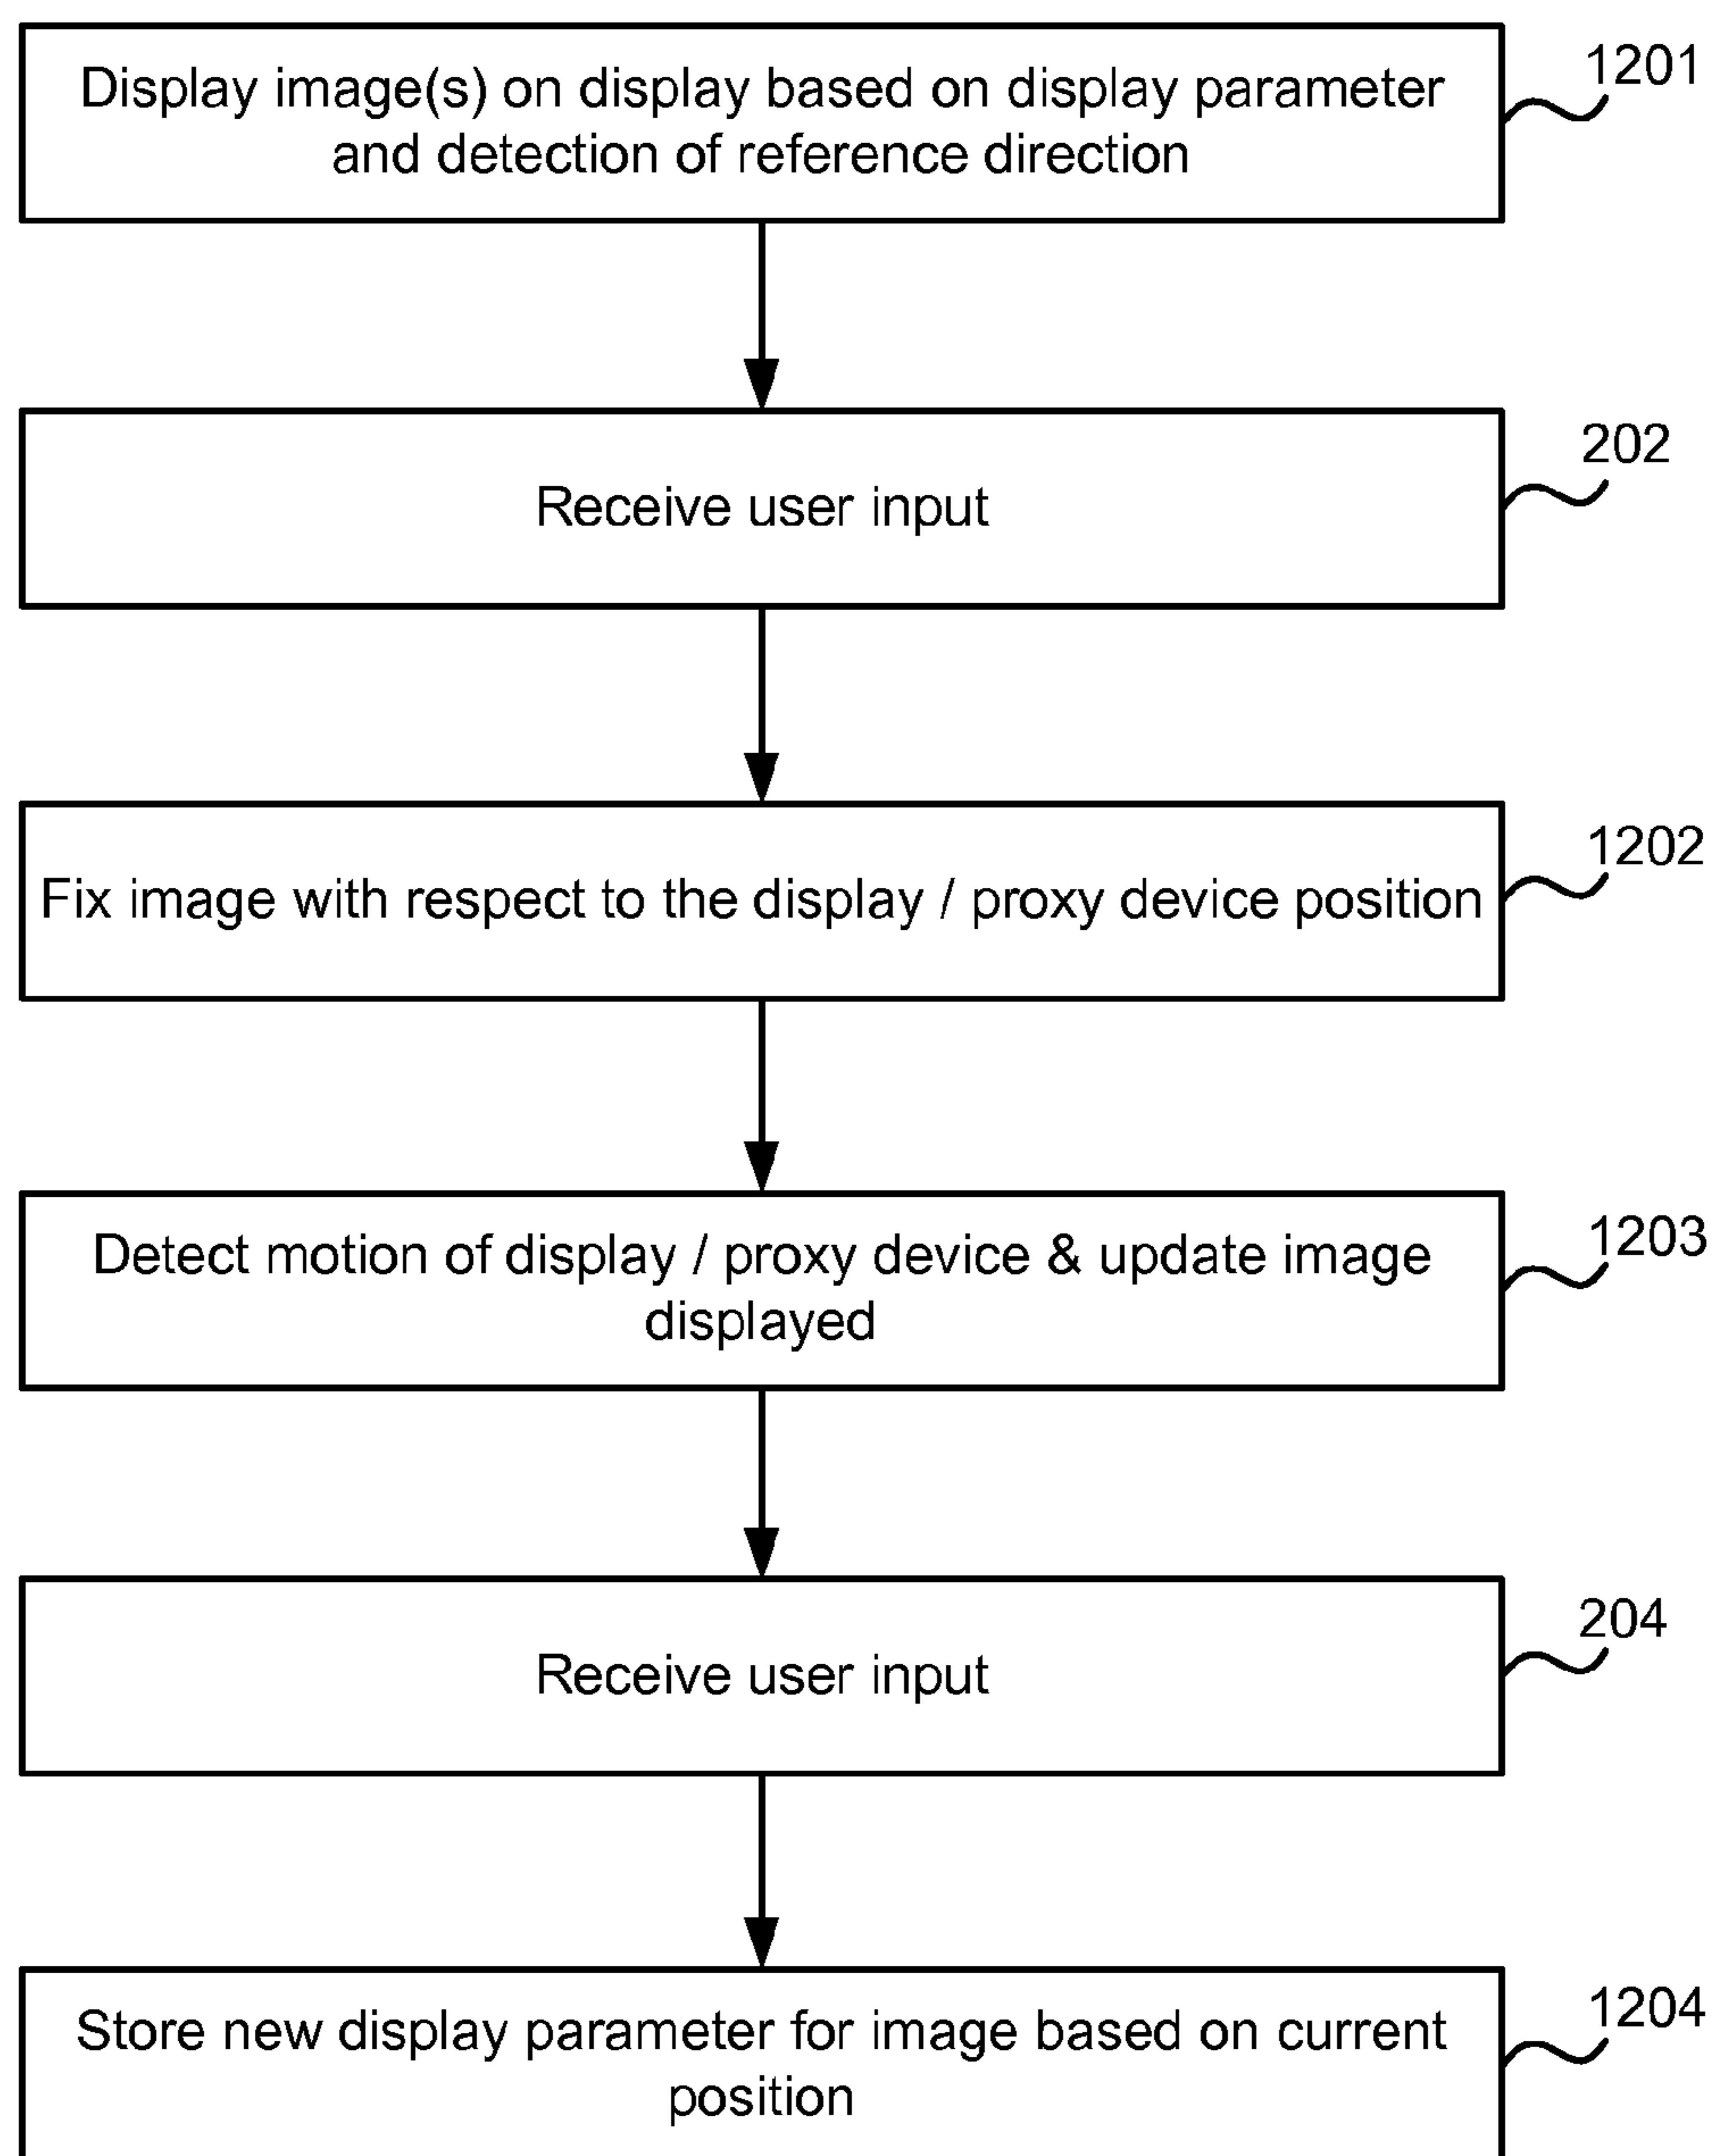 Display image(s) on display based on display parameter
and detection of reference direction
1201
Receive user input
202
Fix image with respect to the display / proxy device position
1202
Detect motion of display / proxy device & update image
displayed
1203
Receive user input
204
Store new display parameter for image based on current
position
1204